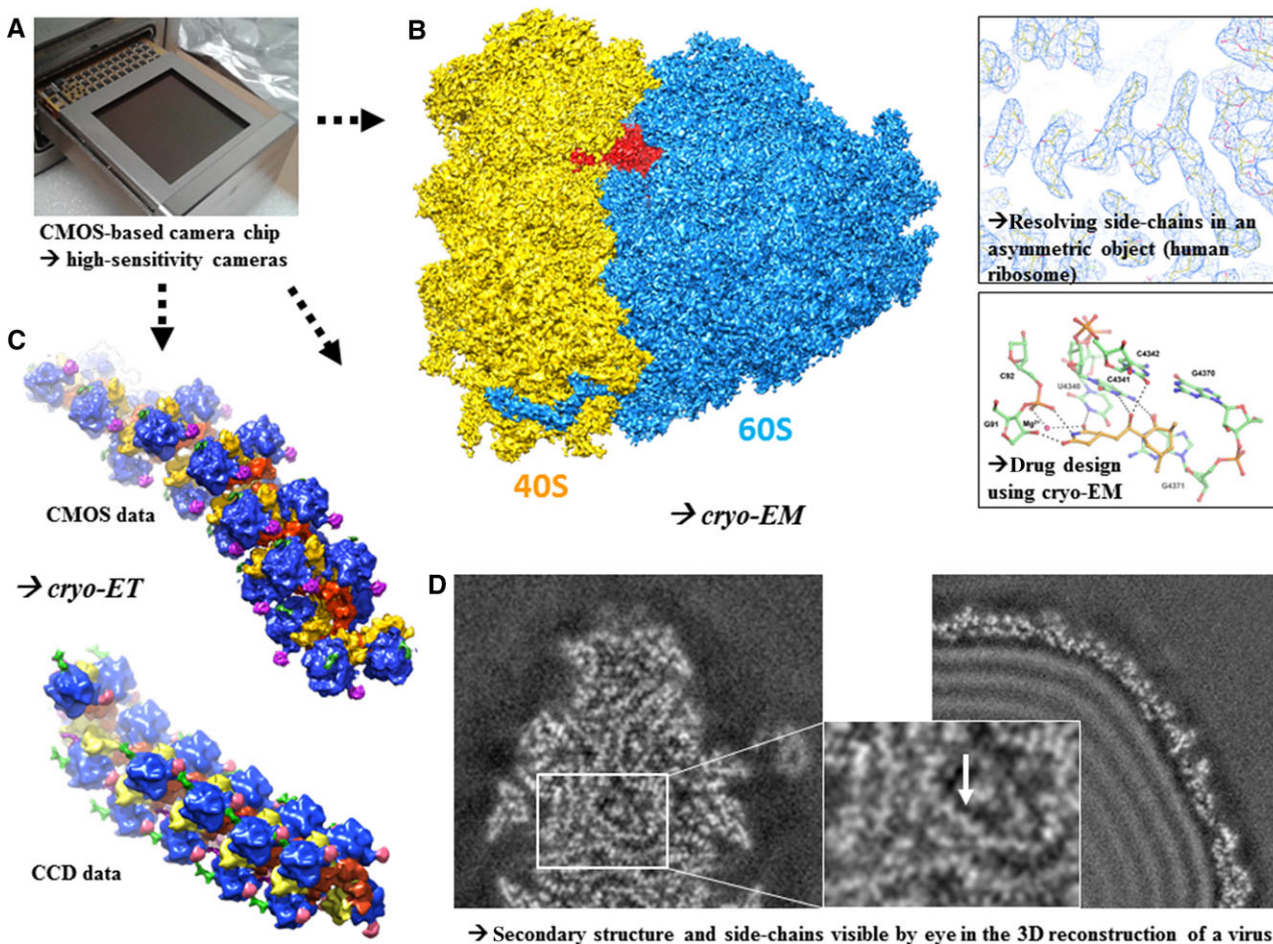 A
CMOS-based camera chip
→ high-sensitivity cameras
B
40S
60S
→ cryo-EM
→Resolving side-chains in an
asymmetric object (human
ribosome)
C4342
C92
C4341
G4370
U4340
G91
Mg²⁺
→Drug design
using cryo-EM
G4371
C
CMOS data
→ cryo-ET
CCD data
D
→ Secondary structure and side-chains visible by eye in the 3D reconstruction of a virus